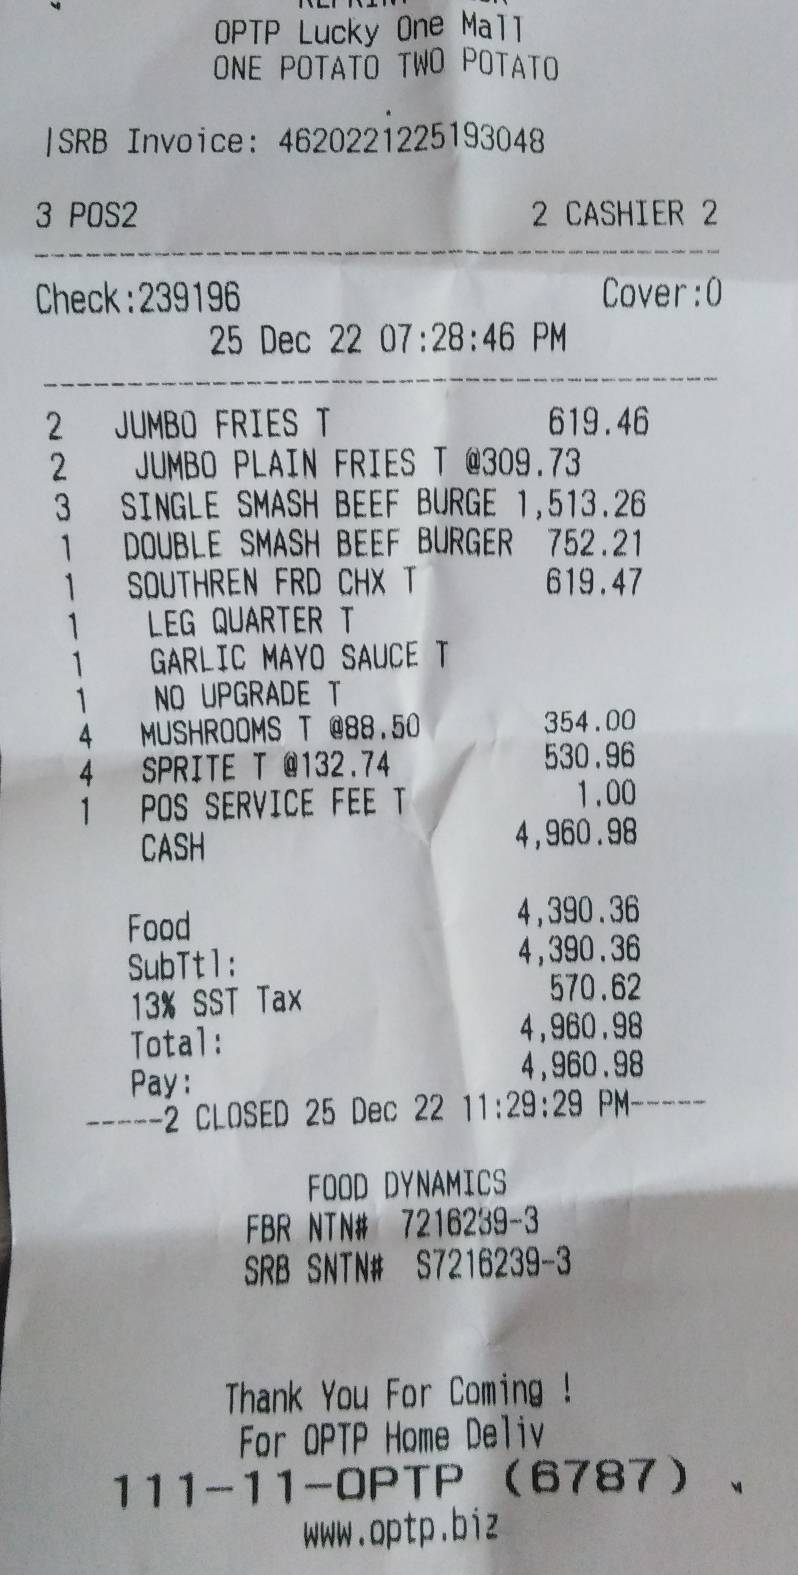 OPTP Lucky One Mall
ONE POTATO TWO POTATO
|SRB Invoice: 4620221225193048
3 POS2 2 CASHIER 2
Check:239196 Cover:0
25 Dec 22 07:28:46 PM
2 JUMBO FRIES T 619.46
2 JUMBO PLAIN FRIES T @309.73
3 SINGLE SMASH BEEF BURGE 1,513.26
1 DOUBLE SMASH BEEF BURGER 752.21
1 SOUTHREN FRD CHX T 619.47
1 LEG QUARTER T
1 GARLIC MAYO SAUCE T
1 NO UPGRADE T
4 MUSHROOMS T @88.50 354.00
4 SPRITE T @132.74 530.96
1 POS SERVICE FEE T 1.00
CASH 4,960.98
Food 4,390.36
SubTtl: 4,390.36
13% SST Tax 570.62
Total: 4,960.98
Pay: 4,960.98
-----2 CLOSED 25 Dec 22 11:29:29 PM-----
FOOD DYNAMICS
FBR NTN# 7216239-3
SRB SNTN# S7216239-3
Thank You For Coming !
For OPTP Home Deliv
111-11-OPTP (6787)
www.optp.biz